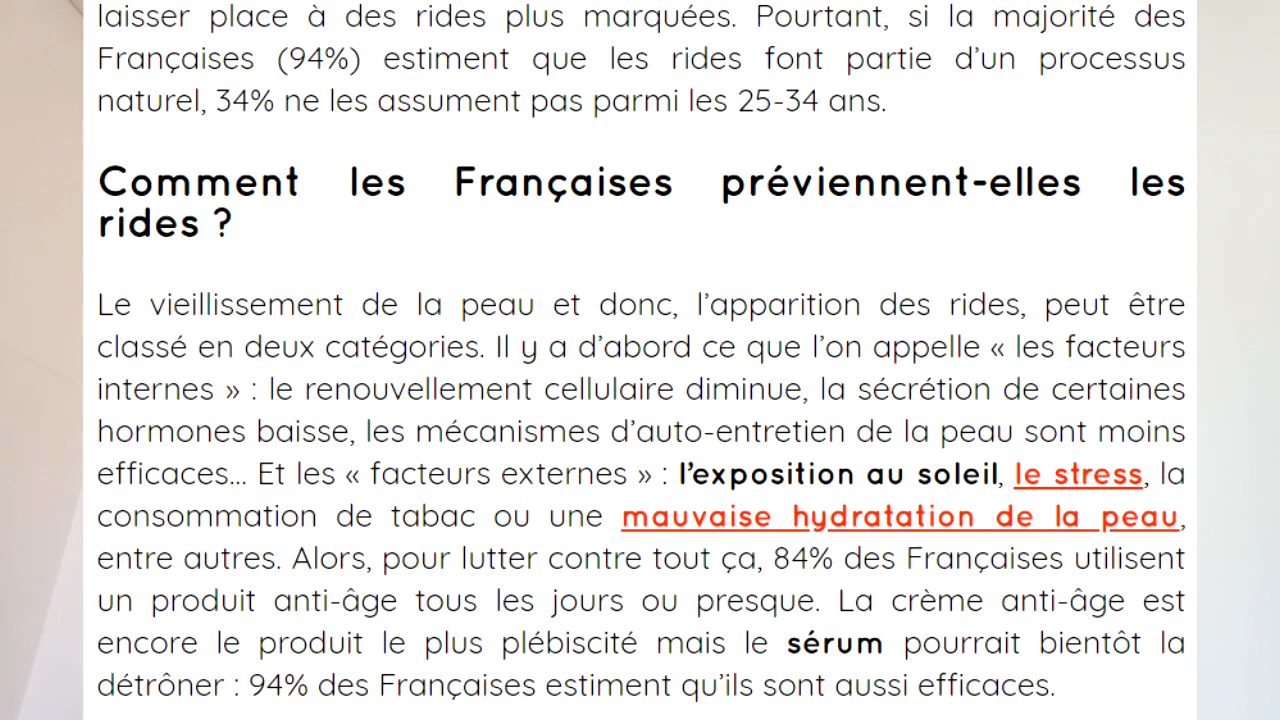 laisser place à des rides plus marquées. Pourtant, si la majorité des
Françaises (94%) estiment que les rides font partie d’un processus
naturel, 34% ne les assument pas parmi les 25-34 ans.
Comment les Françaises préviennent-elles les
rides ?
Le vieillissement de la peau et donc, l’apparition des rides, peut être
classé en deux catégories. Il y a d’abord ce que l’on appelle « les facteurs
internes » : le renouvellement cellulaire diminue, la sécrétion de certaines
hormones baisse, les mécanismes d’auto-entretien de la peau sont moins
efficaces… Et les « facteurs externes » : l’exposition au soleil, le stress, la
consommation de tabac ou une mauvaise hydratation de la peau,
entre autres. Alors, pour lutter contre tout ça, 84% des Françaises utilisent
un produit anti-âge tous les jours ou presque. La crème anti-âge est
encore le produit le plus plébiscité mais le sérum pourrait bientôt la
détrôner : 94% des Françaises estiment qu’ils sont aussi efficaces.